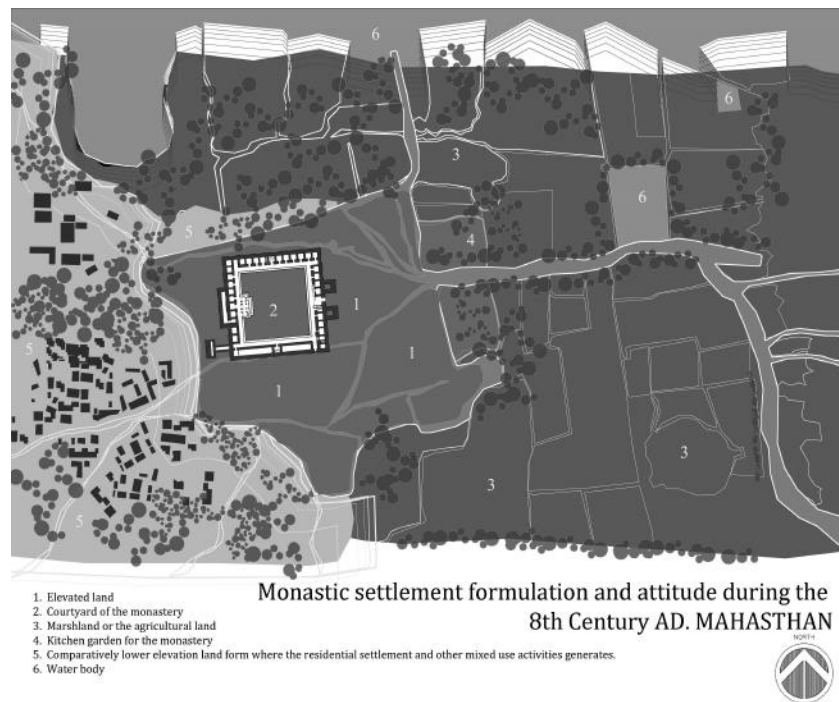 6
6
3
6
4
5
2
1
1
5
1
3
3
5
Monastic settlement formulation and attitude during the
8th Century AD. MAHASTHAN
1. Elevated land
2. Courtyard of the monastery
3. Marshland or the agricultural land
4. Kitchen garden for the monastery
5. Comparatively lower elevation land form where the residential settlement and other mixed use activities generates.
6. Water body
NORTH